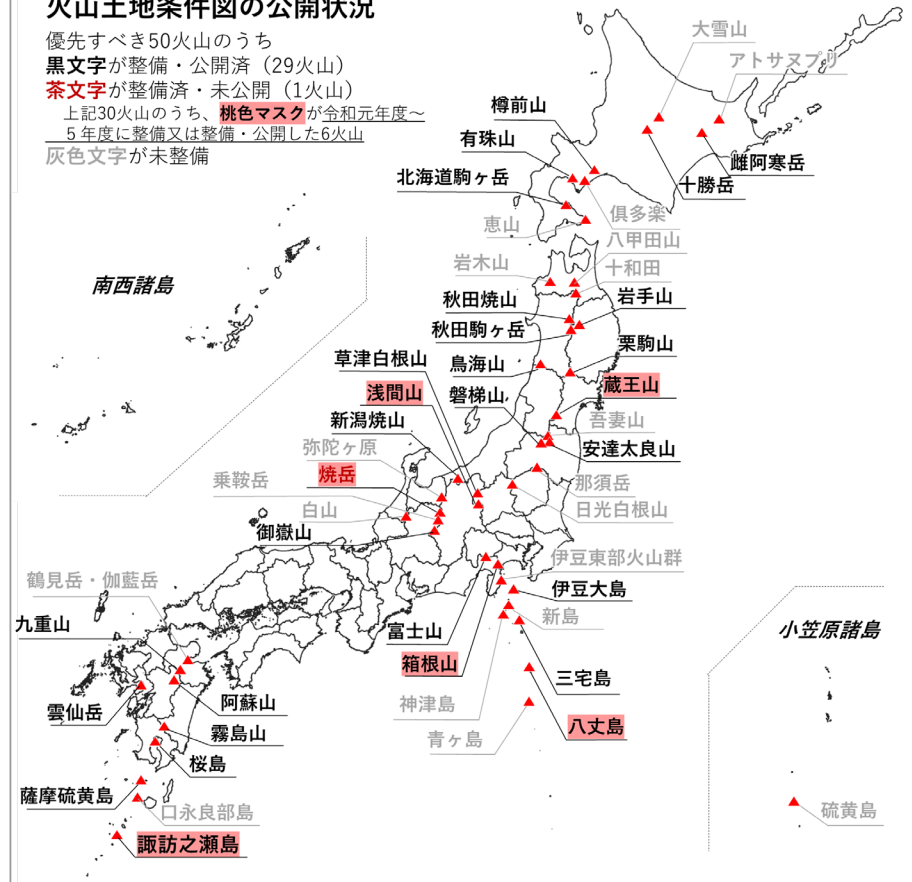 火山土地条件図の公開状況
優先すべき50火山のうち
黒文字が整備・公開済（29火山）
茶文字が整備済・未公開（1火山）
上記30火山のうち、桃色マスクが令和元年度～
５年度に整備又は整備・公開した6火山
灰色文字が未整備
大雪山
アトサヌプリ
樽前山
有珠山
雌阿寒岳
北海道駒ヶ岳
十勝岳
倶多楽
恵山
八甲田山
岩木山
十和田
南西諸島
秋田焼山
岩手山
秋田駒ヶ岳
栗駒山
草津白根山
鳥海山
浅間山
磐梯山
蔵王山
新潟焼山
吾妻山
弥陀ヶ原
安達太良山
焼岳
乗鞍岳
那須岳
白山
日光白根山
御嶽山
伊豆東部火山群
鶴見岳・伽藍岳
伊豆大島
新島
九重山
富士山
小笠原諸島
箱根山
三宅島
阿蘇山
神津島
雲仙岳
八丈島
霧島山
青ヶ島
桜島
薩摩硫黄島
口永良部島
硫黄島
諏訪之瀬島